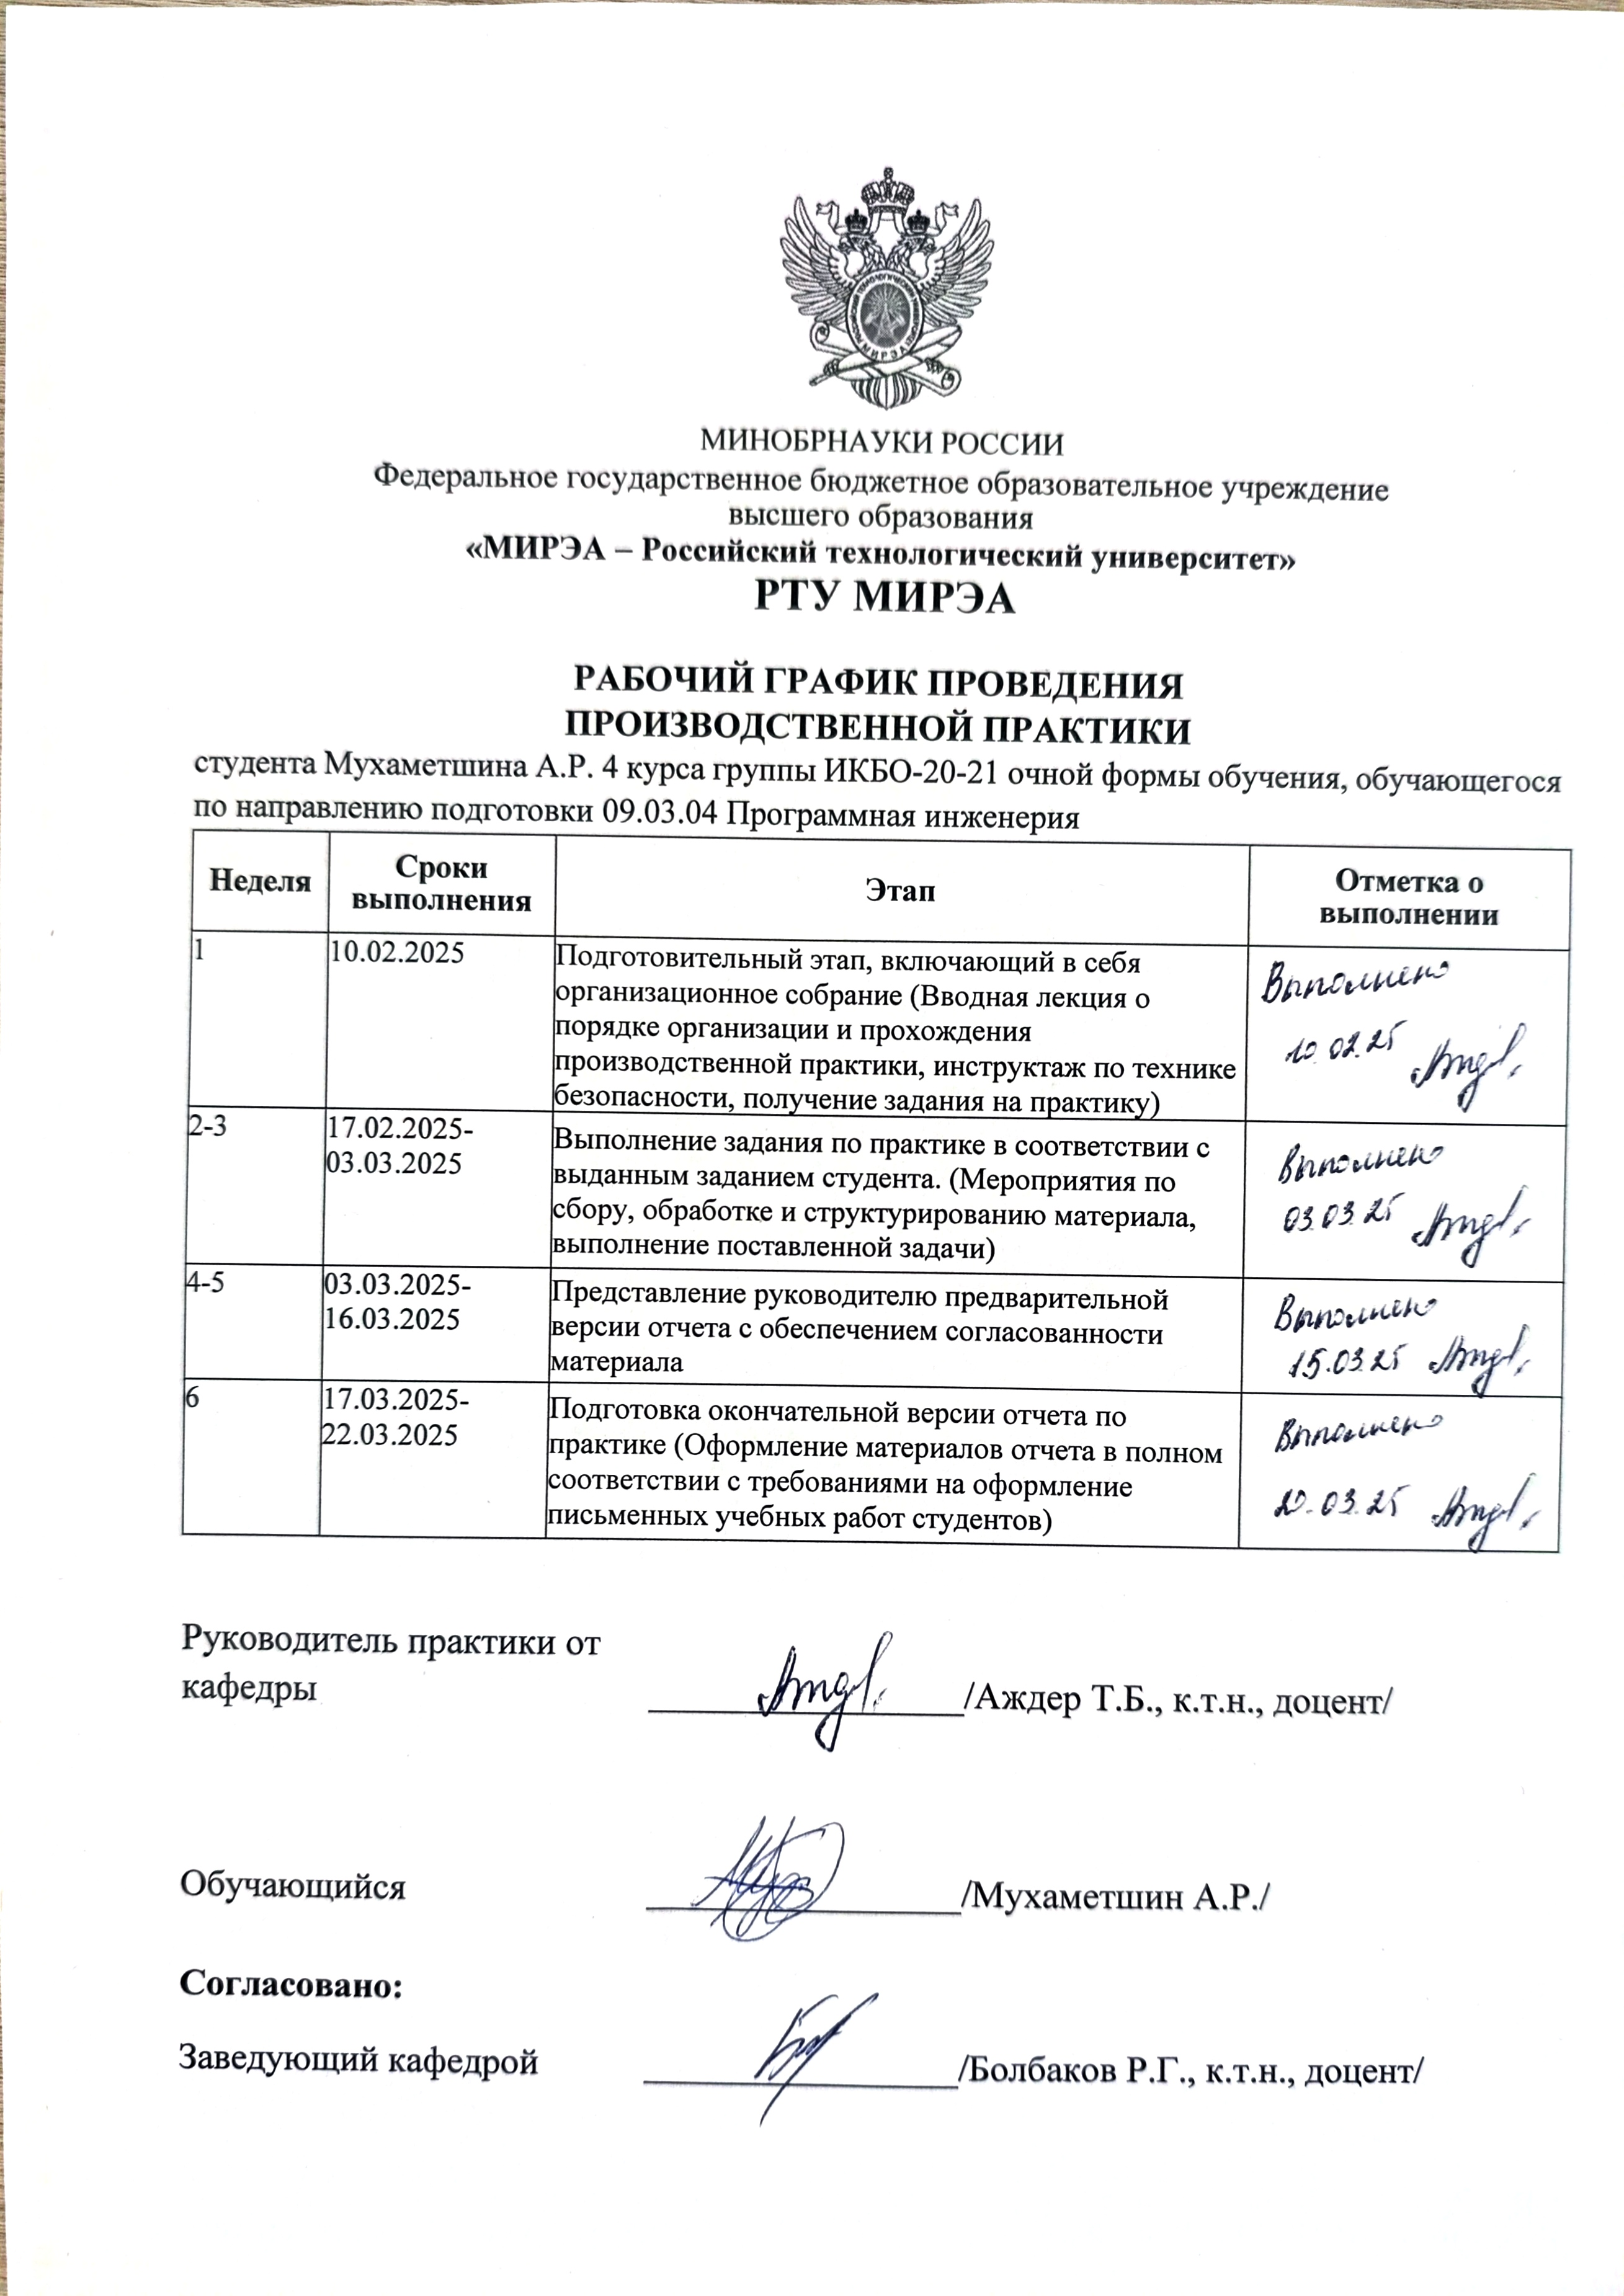 МИРЭА
МИНОБРНАУКИ РОССИИ
Федеральное государственное бюджетное образовательное учреждение
высшего образования
«МИРЭА – Российский технологический университет»
РТУ МИРЭА
РАБОЧИЙ ГРАФИК ПРОВЕДЕНИЯ
ПРОИЗВОДСТВЕННОЙ ПРАКТИКИ
студента Мухаметшина А.Р. 4 курса группы ИКБО-20-21 очной формы обучения, обучающегося
по направлению подготовки 09.03.04 Программная инженерия
Неделя
Сроки
выполнения
Этап
Отметка о
выполнении
1
10.02.2025
Подготовительный этап, включающий в себя
организационное собрание (Вводная лекция о
порядке организации и прохождения
производственной практики, инструктаж по технике
безопасности, получение задания на практику)
Выполнено
10.02.25
2-3
17.02.2025-
03.03.2025
Выполнение задания по практике в соответствии с
выданным заданием студента. (Мероприятия по
сбору, обработке и структурированию материала,
выполнение поставленной задачи)
Выполнено
03.03.25
4-5
03.03.2025-
16.03.2025
Представление руководителю предварительной
версии отчета с обеспечением согласованности
материала
Выполнено
15.03.25
6
17.03.2025-
22.03.2025
Подготовка окончательной версии отчета по
практике (Оформление материалов отчета в полном
соответствии с требованиями на оформление
письменных учебных работ студентов)
Выполнено
20.03.25
Руководитель практики от
кафедры
/Аждер Т.Б., к.т.н., доцент/
Обучающийся
/Мухаметшин А.Р./
Согласовано:
Заведующий кафедрой
/Болбаков Р.Г., к.т.н., доцент/